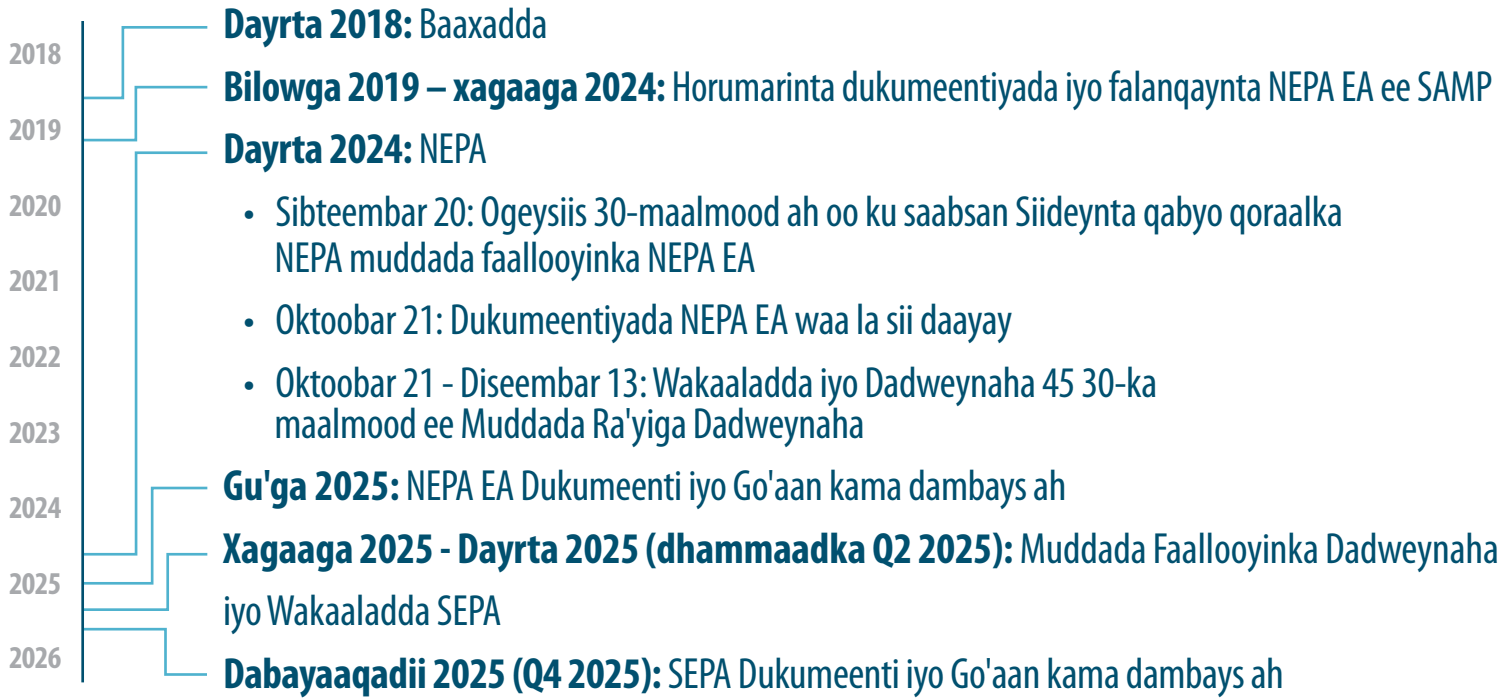 2018
2019
2020
2021
2022
2023
2024
2025
2026
Dayrta 2018: Baaxadda
Bilowga 2019 – xagaaga 2024: Horumarinta dukumeentiyada iyo falanqaynta NEPA EA ee SAMP
Dayrta 2024: NEPA
• Sibteembar 20: Ogeysiis 30-maalmood ah oo ku saabsan Siideynta qabyo qoraalka
NEPA muddada faallooyinka NEPA EA
• Oktoobar 21: Dukumeentiyada NEPA EA waa la sii daayay
• Oktoobar 21 - Diseembar 13: Wakaaladda iyo Dadweynaha 45 30-ka
maalmood ee Muddada Ra'yiga Dadweynaha
Gu'ga 2025: NEPA EA Dukumeenti iyo Go'aan kama dambays ah
Xagaaga 2025 - Dayrta 2025 (dhammaadka Q2 2025): Muddada Faallooyinka Dadweynaha
iyo Wakaaladda SEPA
Dabayaaqadii 2025 (Q4 2025): SEPA Dukumeenti iyo Go'aan kama dambays ah